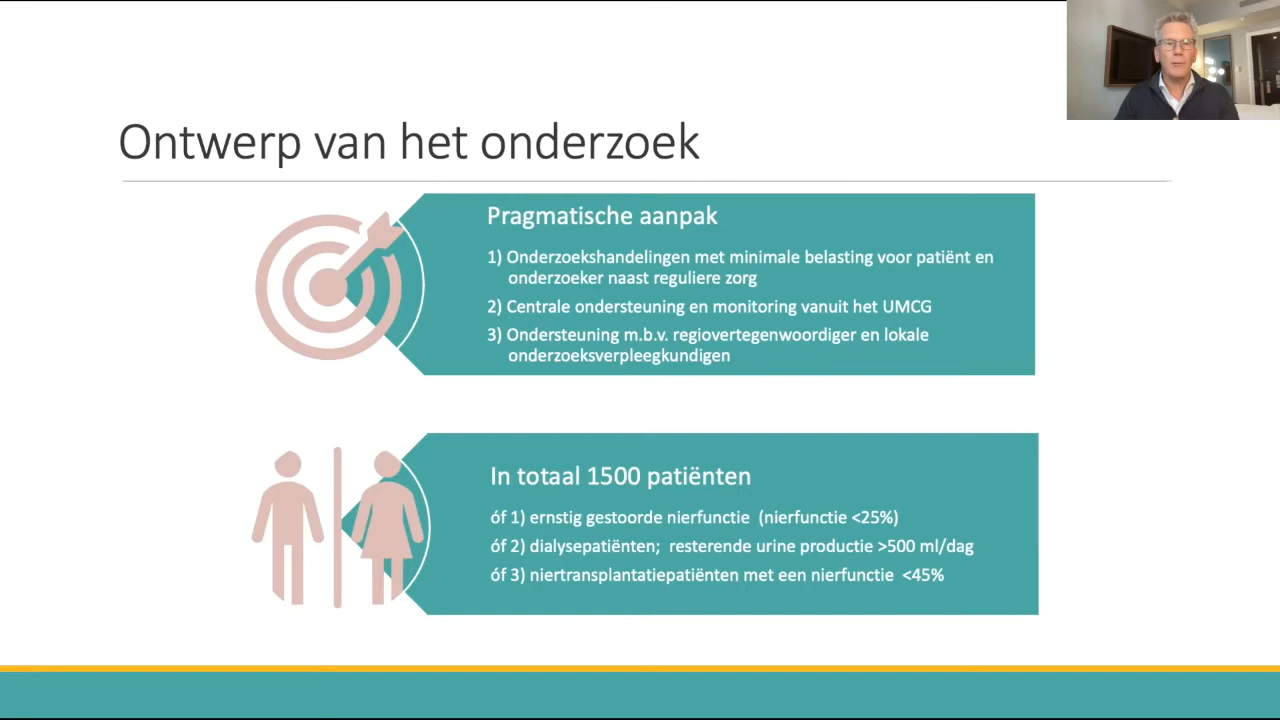 Ontwerp van het onderzoek
Pragmatische aanpak
1) Onderzoekshandelingen met minimale belasting voor patiënt en
onderzoeker naast reguliere zorg
2) Centrale ondersteuning en monitoring vanuit het UMCG
3) Ondersteuning m.b.v. regiovertegenwoordiger en lokale
onderzoeksverpleegkundigen
In totaal 1500 patiënten
óf 1) ernstig gestoorde nierfunctie (nierfunctie <25%)
óf 2) dialysepatiënten; resterende urine productie >500 ml/dag
óf 3) niertransplantatiepatiënten met een nierfunctie <45%